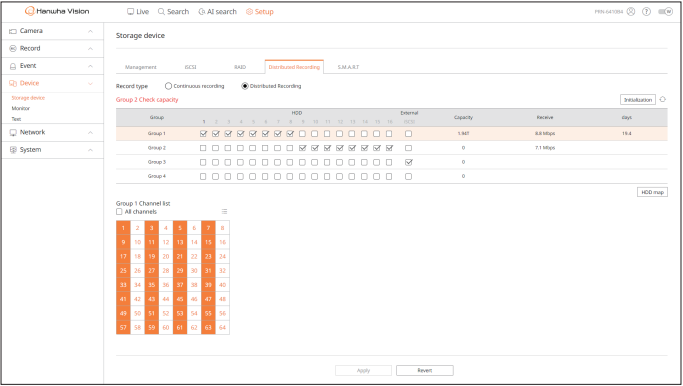 Hanwha Vision
Live Search AI search Setup
PRN-6410B4
Camera
Record
Event
Device
Storage device
Monitor
Text
Network
System
Storage device
Management iSCSI RAID Distributed Recording S.M.A.R.T
Record type Continuous recording Distributed Recording
Group 2 Check capacity
Initialization
Group HDD External Capacity Receive days
1 2 3 4 5 6 7 8 9 10 11 12 13 14 15 16 iSCSI
Group 1 1.9BT 8.8 Mbps 19.4
Group 2 0 7.1 Mbps
Group 3 0
Group 4 0
HDD map
Group 1 Channel list
All channels
1 2 3 4 5 6 7 8
9 10 11 12 13 14 15 16
17 18 19 20 21 22 23 24
25 26 27 28 29 30 31 32
33 34 35 36 37 38 39 40
41 42 43 44 45 46 47 48
49 50 51 52 53 54 55 56
57 58 59 60 61 62 63 64
Apply Revert